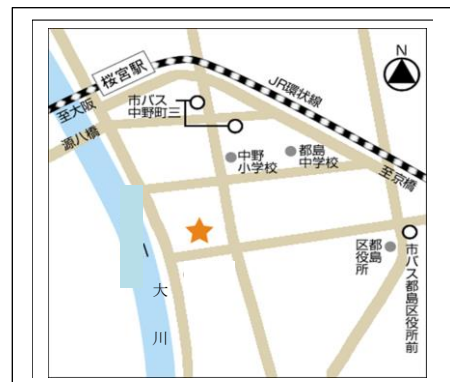 N
桜宮駅
JR環状線
至大阪
市バス
中野町三
源八橋
中野
小学校
都島
中学校
至京橋
都島
区役所
市バス都島区役所前
大
川